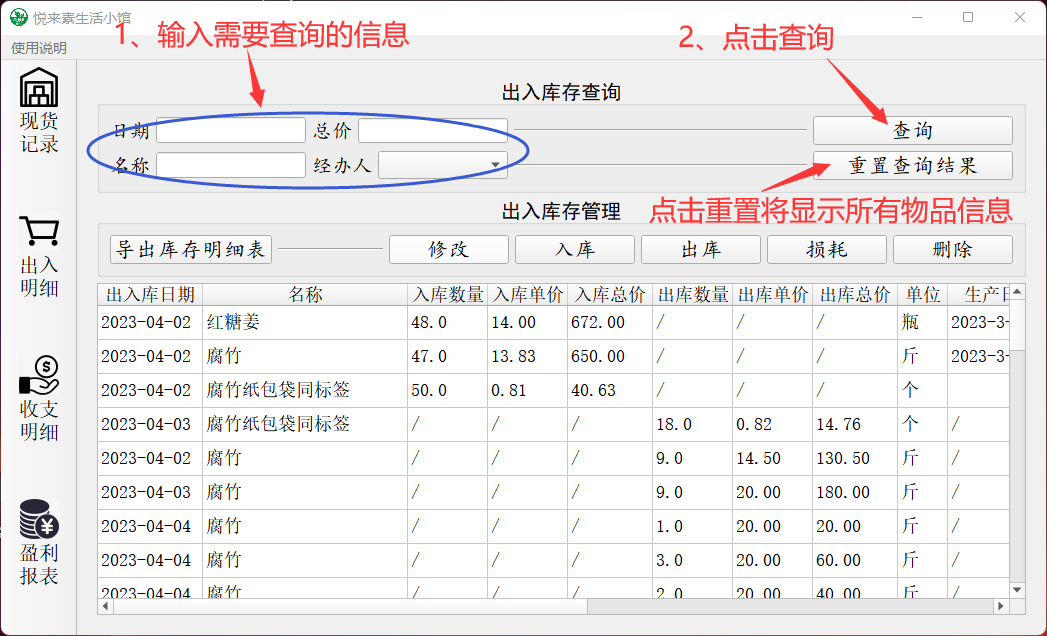 悦来素生活小馆
使用说明
1、输入需要查询的信息
2、点击查询
现货
记录
出入
明细
收支
明细
盈利
报表
出入库存查询
日期 总价 查询
名称 经办人 重置查询结果
点击重置将显示所有物品信息
出入库存管理
导出库存明细表 修改 入库 出库 损耗 删除
出入库日期 名称 入库数量 入库单价 入库总价 出库数量 出库单价 出库总价 单位 生产日
2023-04-02 红糖姜 48.0 14.00 672.00 / / / 瓶 2023-3-
2023-04-02 腐竹 47.0 13.83 650.00 / / / 斤 2023-3-
2023-04-02 腐竹纸包袋同标签 50.0 0.81 40.63 / / / 个
2023-04-03 腐竹纸包袋同标签 / / / 18.0 0.82 14.76 个 /
2023-04-02 腐竹 / / / 9.0 14.50 130.50 斤 /
2023-04-03 腐竹 / / / 9.0 20.00 180.00 斤 /
2023-04-04 腐竹 / / / 1.0 20.00 20.00 斤 /
2023-04-04 腐竹 / / / 3.0 20.00 60.00 斤 /
2023-04-04 腐竹 / / / 2.0 20.00 40.00 斤 /